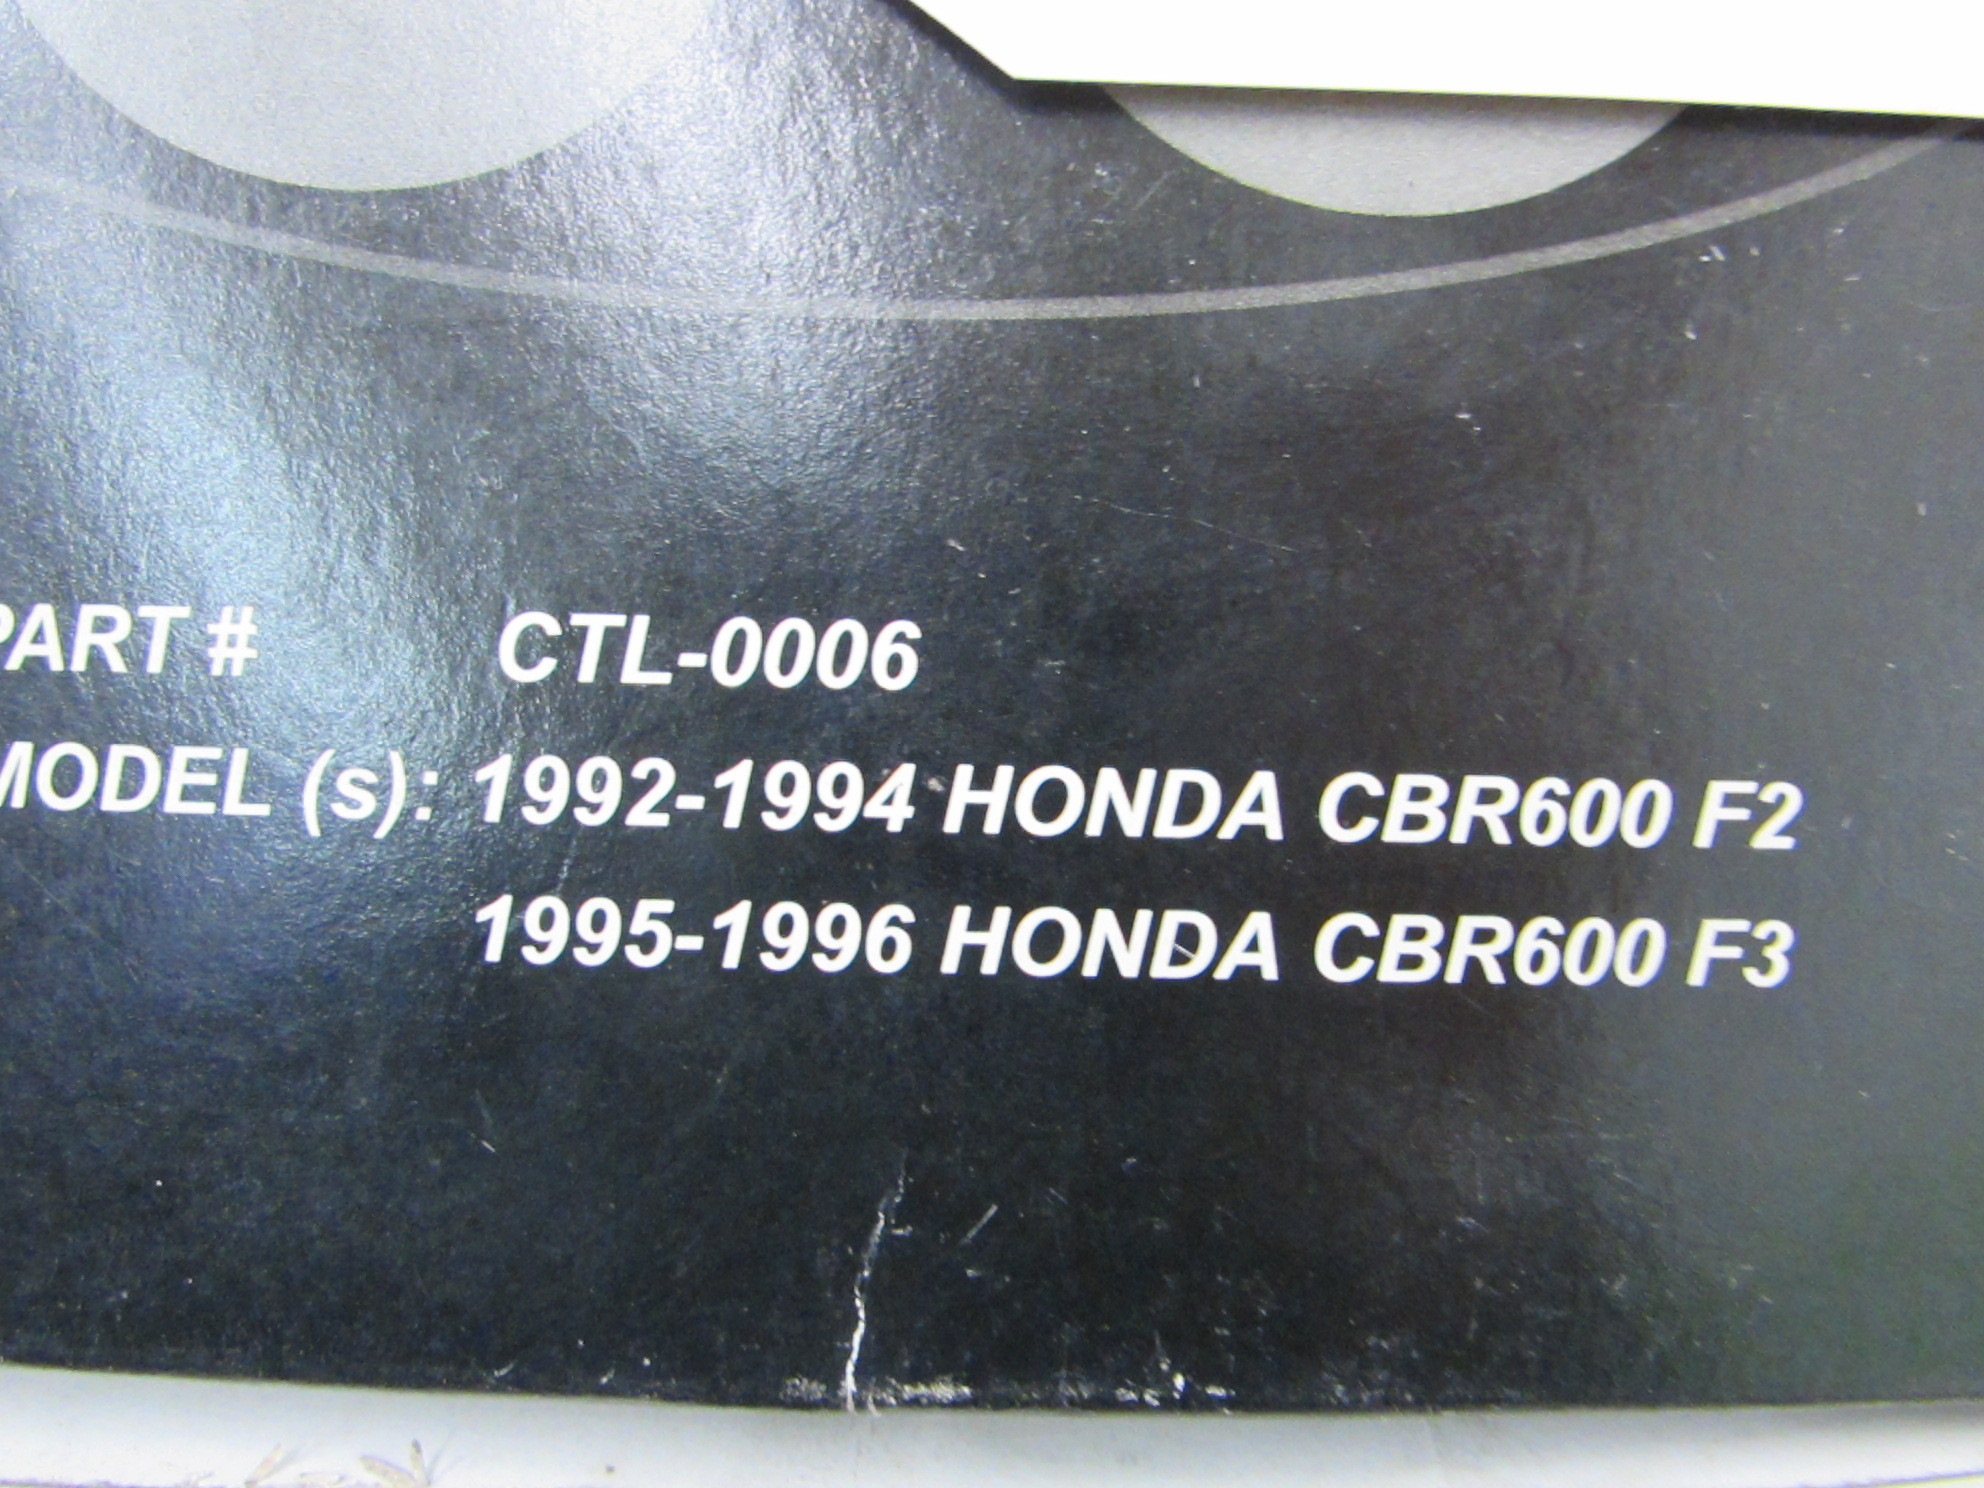 PART # CTL-0006
MODEL (s): 1992-1994 HONDA CBR600 F2
1995-1996 HONDA CBR600 F3